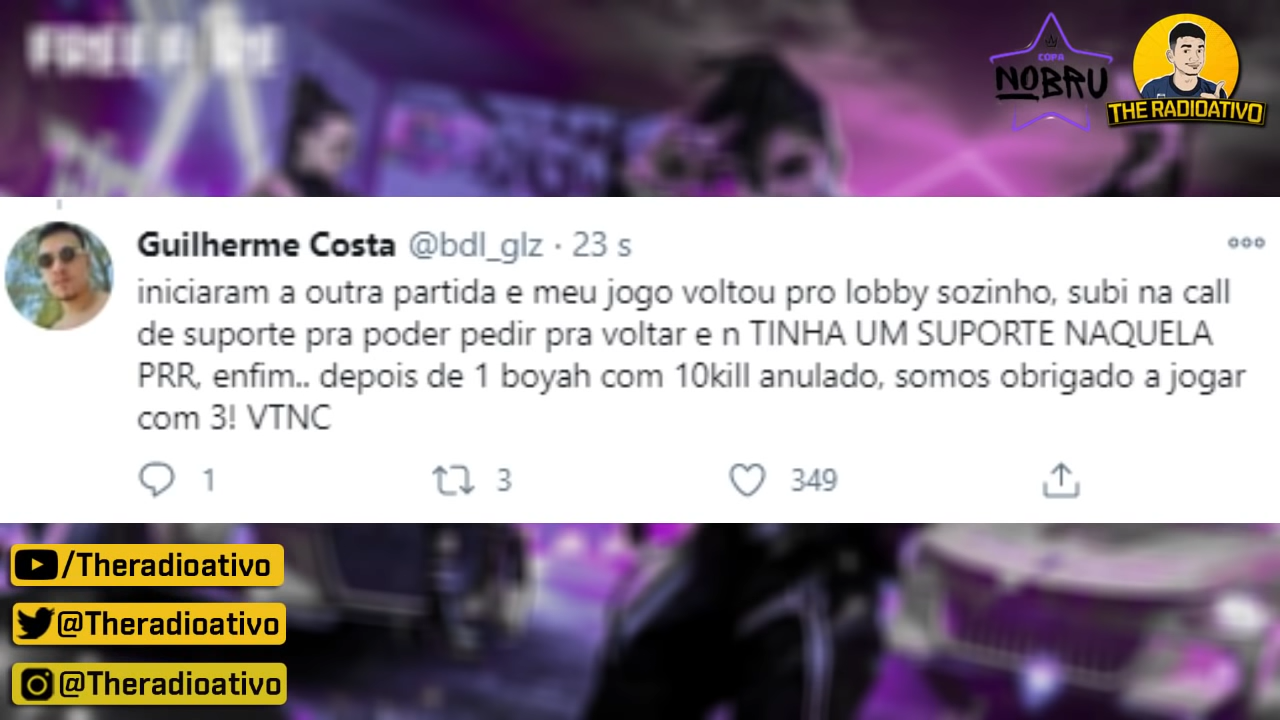 FREE FIRE
COPA
NOBRU
THE RADIOATIVO
Guilherme Costa @bdl_glz · 23 s
iniciaram a outra partida e meu jogo voltou pro lobby sozinho, subi na call
de suporte pra poder pedir pra voltar e n TINHA UM SUPORTE NAQUELA
PRR, enfim.. depois de 1 boyah com 10kill anulado, somos obrigado a jogar
com 3! VTNC
1 3 349
/Theradioativo
@Theradioativo
@Theradioativo